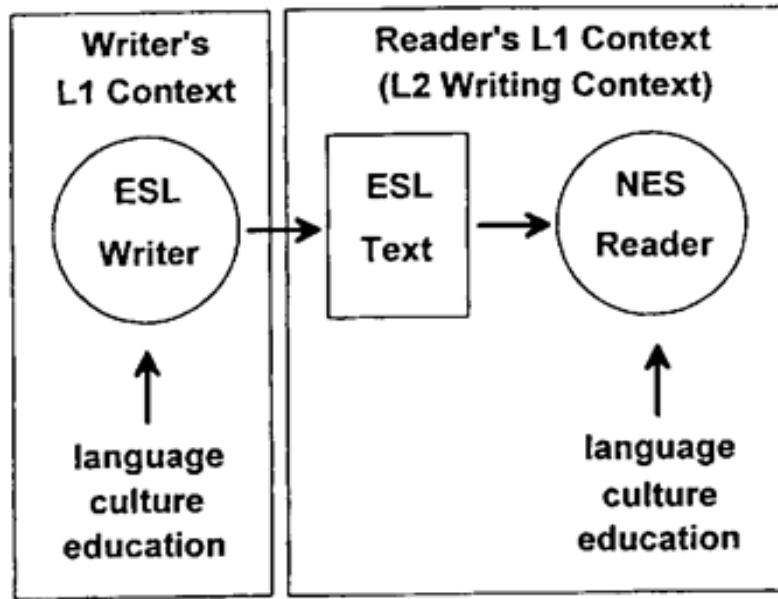 Writer's
L1 Context
ESL
Writer
language
culture
education
Reader's L1 Context
(L2 Writing Context)
ESL
Text
NES
Reader
language
culture
education